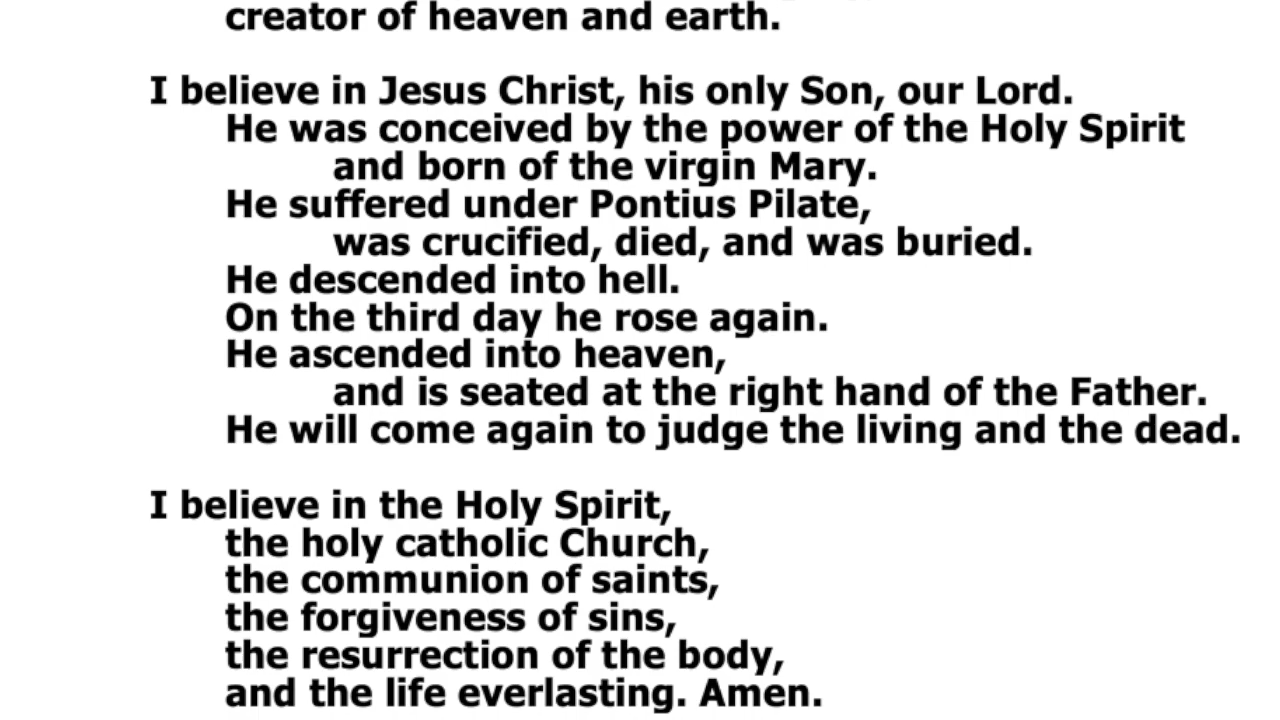 creator of heaven and earth.
I believe in Jesus Christ, his only Son, our Lord.
He was conceived by the power of the Holy Spirit
and born of the virgin Mary.
He suffered under Pontius Pilate,
was crucified, died, and was buried.
He descended into hell.
On the third day he rose again.
He ascended into heaven,
and is seated at the right hand of the Father.
He will come again to judge the living and the dead.
I believe in the Holy Spirit,
the holy catholic Church,
the communion of saints,
the forgiveness of sins,
the resurrection of the body,
and the life everlasting. Amen.